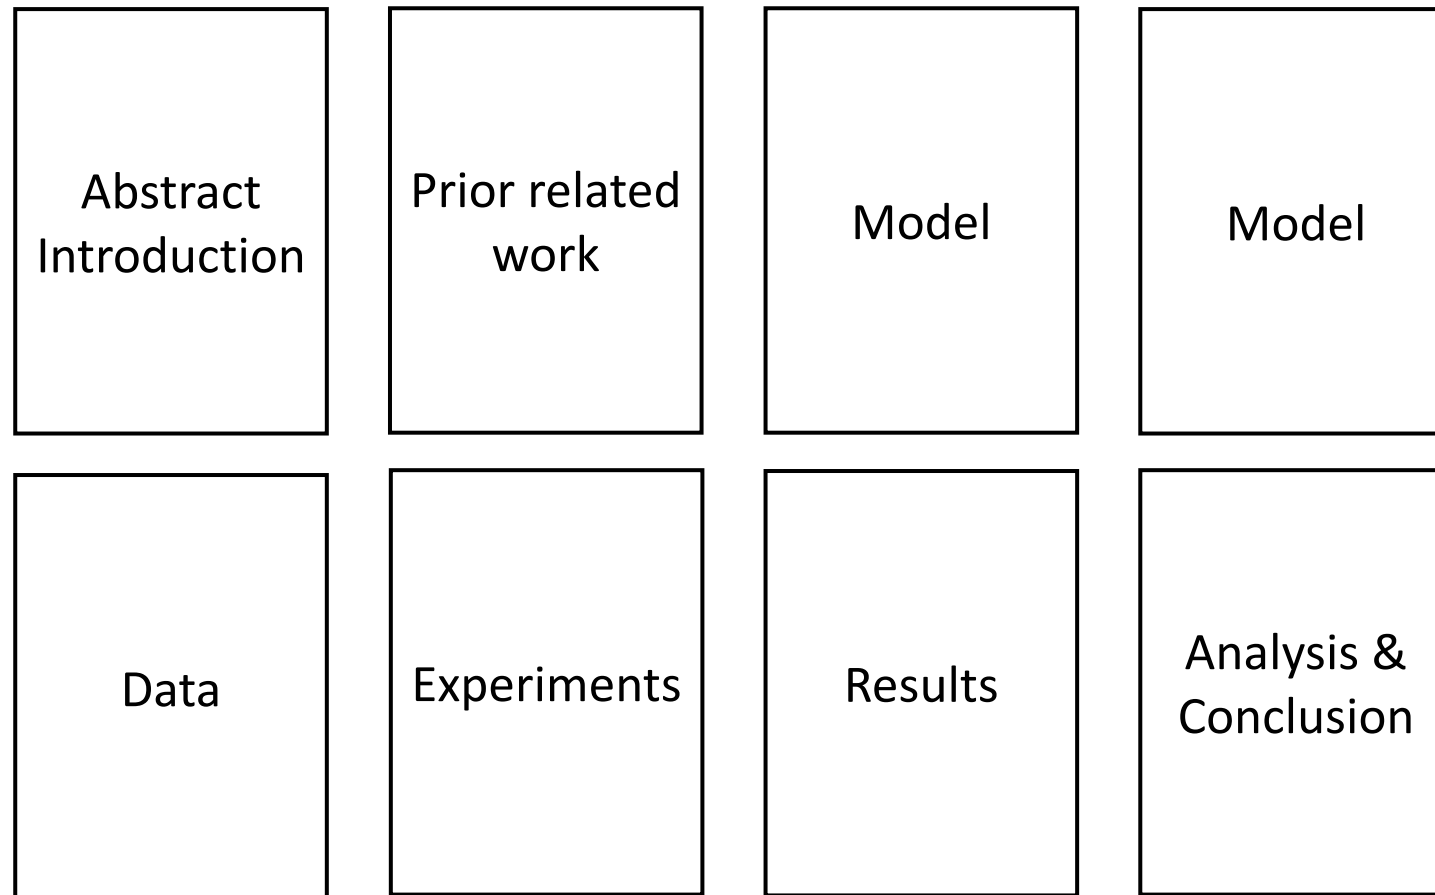 Abstract
Introduction
Prior related
work
Model
Model
Data
Experiments
Results
Analysis &
Conclusion